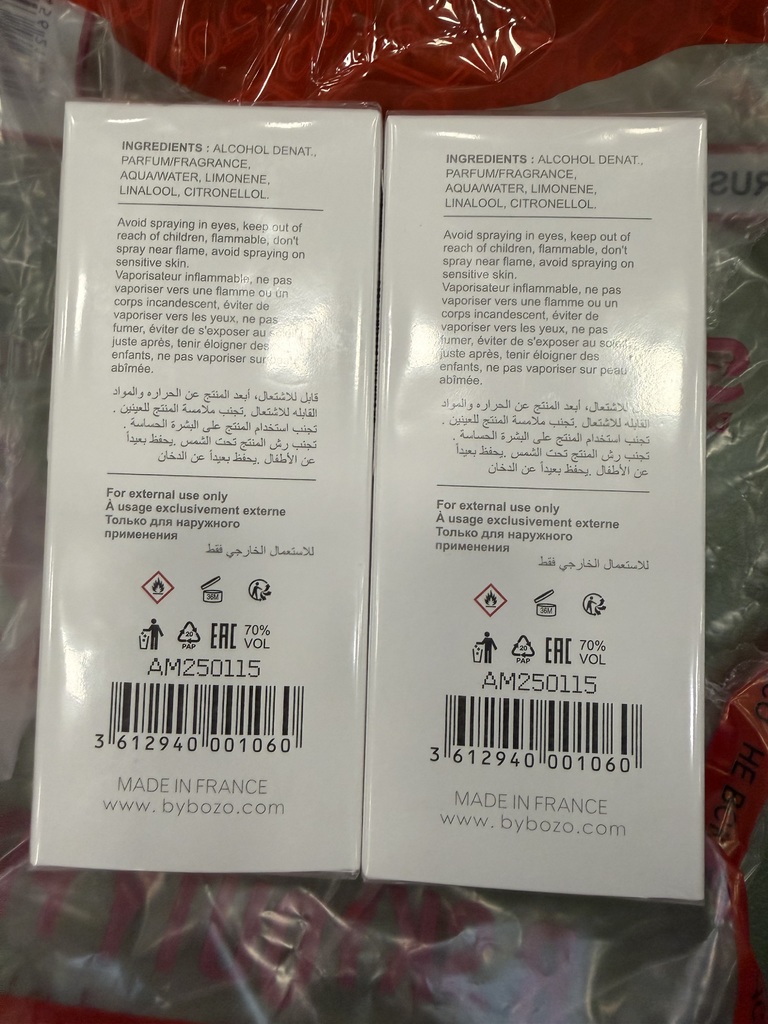 INGREDIENTS : ALCOHOL DENAT.,
PARFUM/FRAGRANCE,
AQUA/WATER, LIMONENE,
LINALOOL, CITRONELLOL.
Avoid spraying in eyes, keep out of
reach of children, flammable, don't
spray near flame, avoid spraying on
sensitive skin.
Vaporisateur inflammable, ne pas
vaporiser vers une flamme ou un
corps incandescent, éviter de
vaporiser vers les yeux, ne pas
fumer, éviter de s'exposer au
juste après, tenir éloigner des
enfants, ne pas vaporiser sur
abîmée.
قابل للاشتعال، أبعد المنتج عن الحراره والمواد
القابله للاشتعال .تجنب ملامسة المنتج للعينين .
تجنب استخدام المنتج على البشرة الحساسة .
تجنب رش المنتج تحت الشمس .يحفظ بعيداً
عن الأطفال .يحفظ بعيداً عن الدخان
For external use only
À usage exclusivement externe
Только для наружного
применения
للاستعمال الخارجي فقط
36M
20
PAP
EAC
70%
VOL
AM250115
3 612940 001060
MADE IN FRANCE
www. bybozo.com
INGREDIENTS : ALCOHOL DENAT.,
PARFUM/FRAGRANCE,
AQUA/WATER, LIMONENE,
LINALOOL, CITRONELLOL.
Avoid spraying in eyes, keep out of
reach of children, flammable, don't
spray near flame, avoid spraying on
sensitive skin.
Vaporisateur inflammable, ne pas
vaporiser vers une flamme ou un
corps incandescent, éviter de
vaporiser vers les yeux, ne pas
fumer, éviter de s'exposer au soleil
juste après, tenir éloigner des
enfants, ne pas vaporiser sur peau
abîmée.
للاشتعال، أبعد المنتج عن الحراره والمواد
القابله للاشتعال .تجنب ملامسة المنتج للعينين .
تجنب استخدام المنتج على البشرة الحساسة .
تجنب رش المنتج تحت الشمس .يحفظ بعيداً
عن الأطفال .يحفظ بعيداً عن الدخان
For external use only
À usage exclusivement externe
Только для наружного
применения
للاستعمال الخارجي فقط
36M
20
PAP
EAC
70%
VOL
AM250115
3 612940 001060
MADE IN FRANCE
www. bybozo.com
НЕ